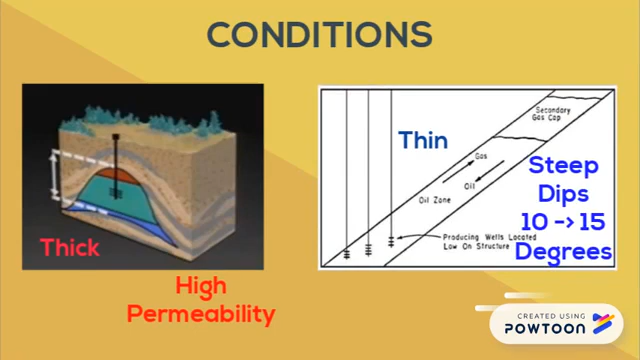 CONDITIONS
Thick
High
Permeability
Thin
Secondary
Gas Cap
Gas
Oil
Oil Zone
Producing Wells Located
Low On Structure
Steep
Dips
10 -> 15
Degrees
CREATED USING
POWTOON